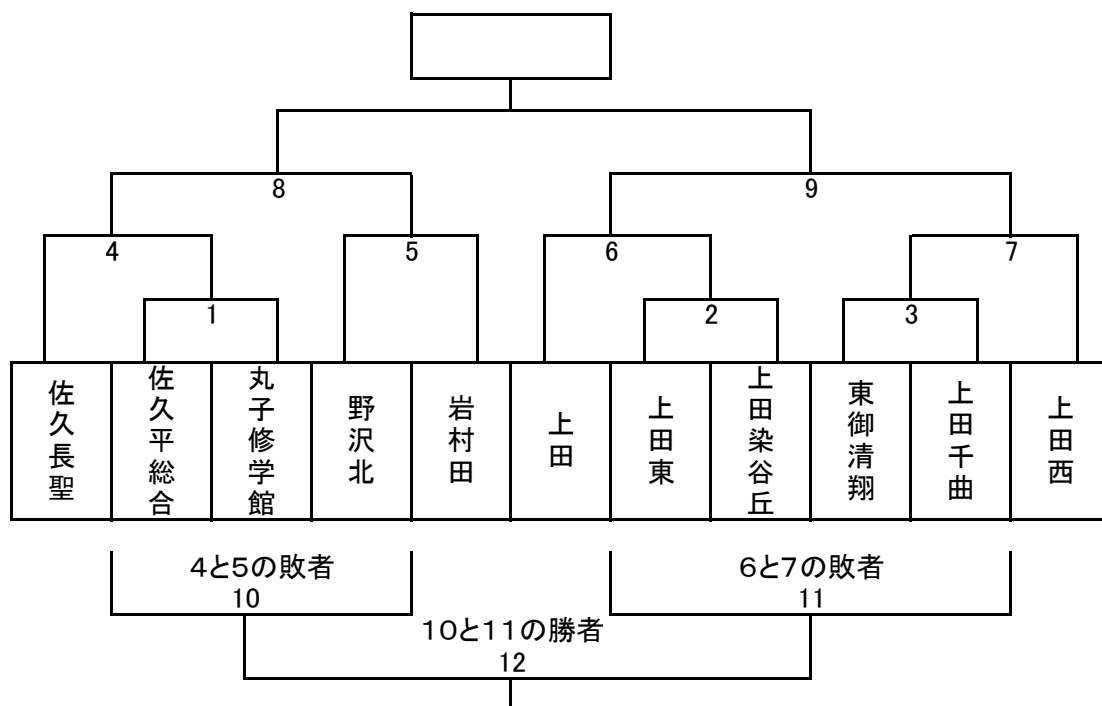 8
9
4
5
6
7
1
2
3
佐久長聖
佐久平総合
丸子修学館
野沢北
岩村田
上田
上田東
上田染谷丘
東御清翔
上田千曲
上田西
4と5の敗者
6と7の敗者
10
11
10と11の勝者
12